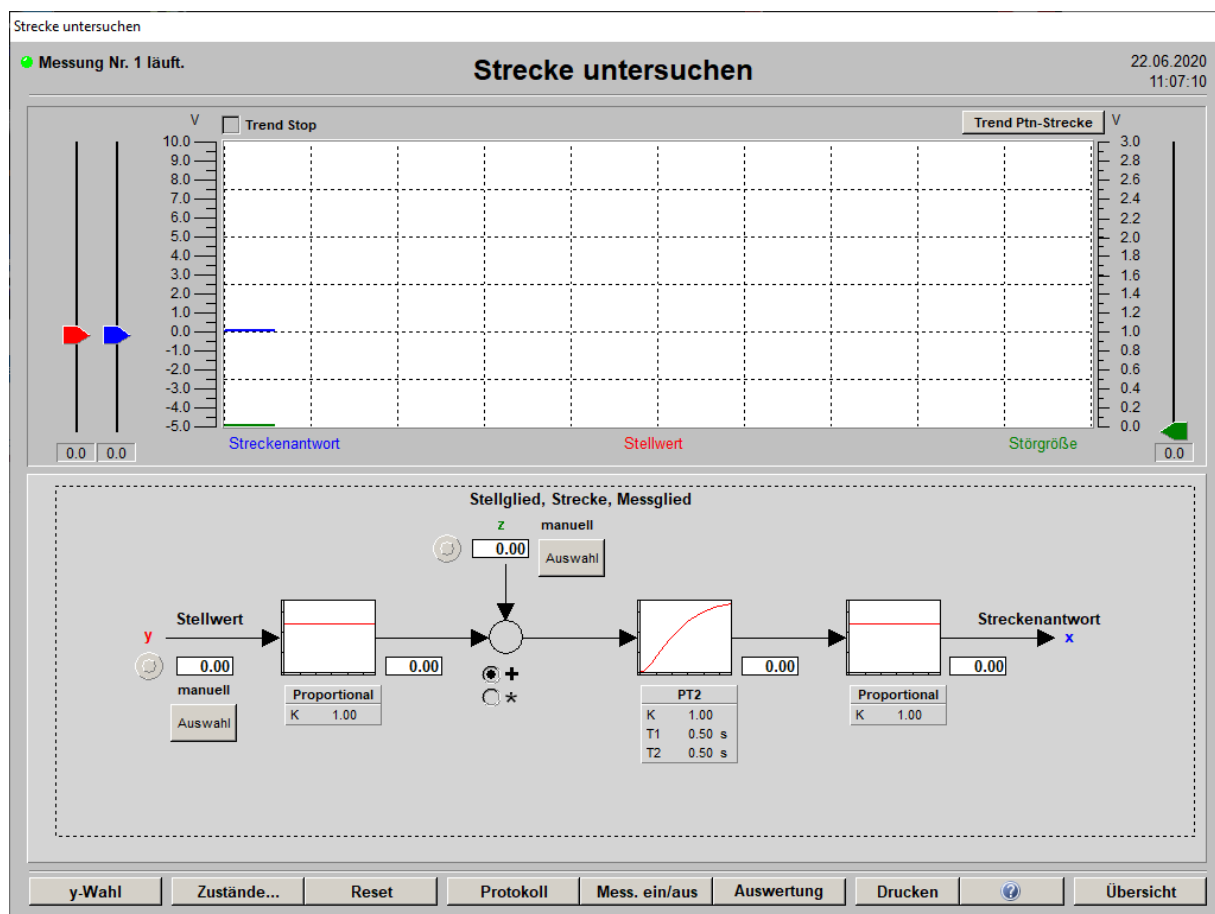 Strecke untersuchen
Messung Nr. 1 läuft.
Strecke untersuchen
22.06.2020
11:07:10
V
Trend Stop
Trend Ptn-Strecke
V
10.0
9.0
8.0
7.0
6.0
5.0
4.0
3.0
2.0
1.0
0.0
-1.0
-2.0
-3.0
-4.0
-5.0
3.0
2.8
2.6
2.4
2.2
2.0
1.8
1.6
1.4
1.2
1.0
0.8
0.6
0.4
0.2
0.0
0.0 0.0
Streckenantwort Stellwert Störgröße
0.0
Stellglied, Strecke, Messglied
z manuell
0.00
Auswahl
Stellwert
y
0.00
manuell
Auswahl
0.00
Proportional
K 1.00
+
*
0.00
PT2
K 1.00
T1 0.50 s
T2 0.50 s
Proportional
K 1.00
Streckenantwort
x
0.00
y-Wahl Zustände... Reset Protokoll Mess. ein/aus Auswertung Drucken ? Übersicht